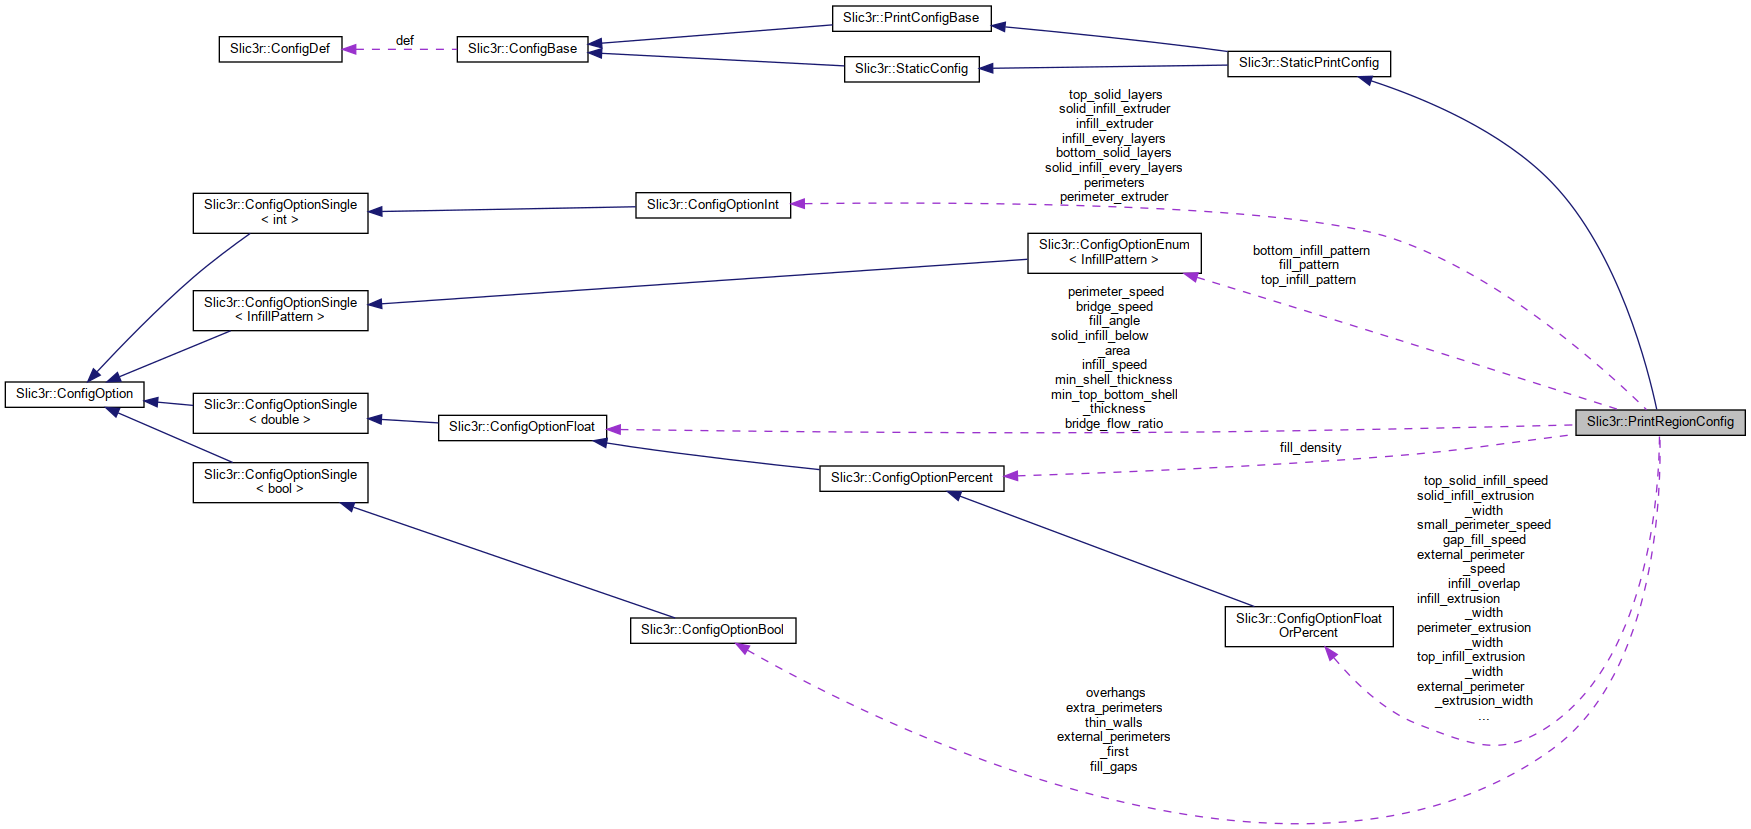 Slic3r::PrintConfigBase
Slic3r::ConfigDef
def
Slic3r::ConfigBase
Slic3r::StaticConfig
Slic3r::StaticPrintConfig
top_solid_layers
solid_infill_extruder
infill_extruder
infill_every_layers
bottom_solid_layers
solid_infill_every_layers
perimeters
perimeter_extruder
Slic3r::ConfigOptionSingle
< int >
Slic3r::ConfigOptionInt
Slic3r::ConfigOptionEnum
< InfillPattern >
bottom_infill_pattern
fill_pattern
top_infill_pattern
Slic3r::ConfigOptionSingle
< InfillPattern >
perimeter_speed
bridge_speed
fill_angle
solid_infill_below
_area
infill_speed
min_shell_thickness
min_top_bottom_shell
_thickness
bridge_flow_ratio
Slic3r::ConfigOption
Slic3r::ConfigOptionSingle
< double >
Slic3r::ConfigOptionFloat
Slic3r::PrintRegionConfig
fill_density
Slic3r::ConfigOptionSingle
< bool >
Slic3r::ConfigOptionPercent
top_solid_infill_speed
solid_infill_extrusion
_width
small_perimeter_speed
gap_fill_speed
external_perimeter
_speed
infill_overlap
infill_extrusion
_width
perimeter_extrusion
_width
top_infill_extrusion
_width
external_perimeter
_extrusion_width
...
Slic3r::ConfigOptionFloat
OrPercent
Slic3r::ConfigOptionBool
overhangs
extra_perimeters
thin_walls
external_perimeters
_first
fill_gaps